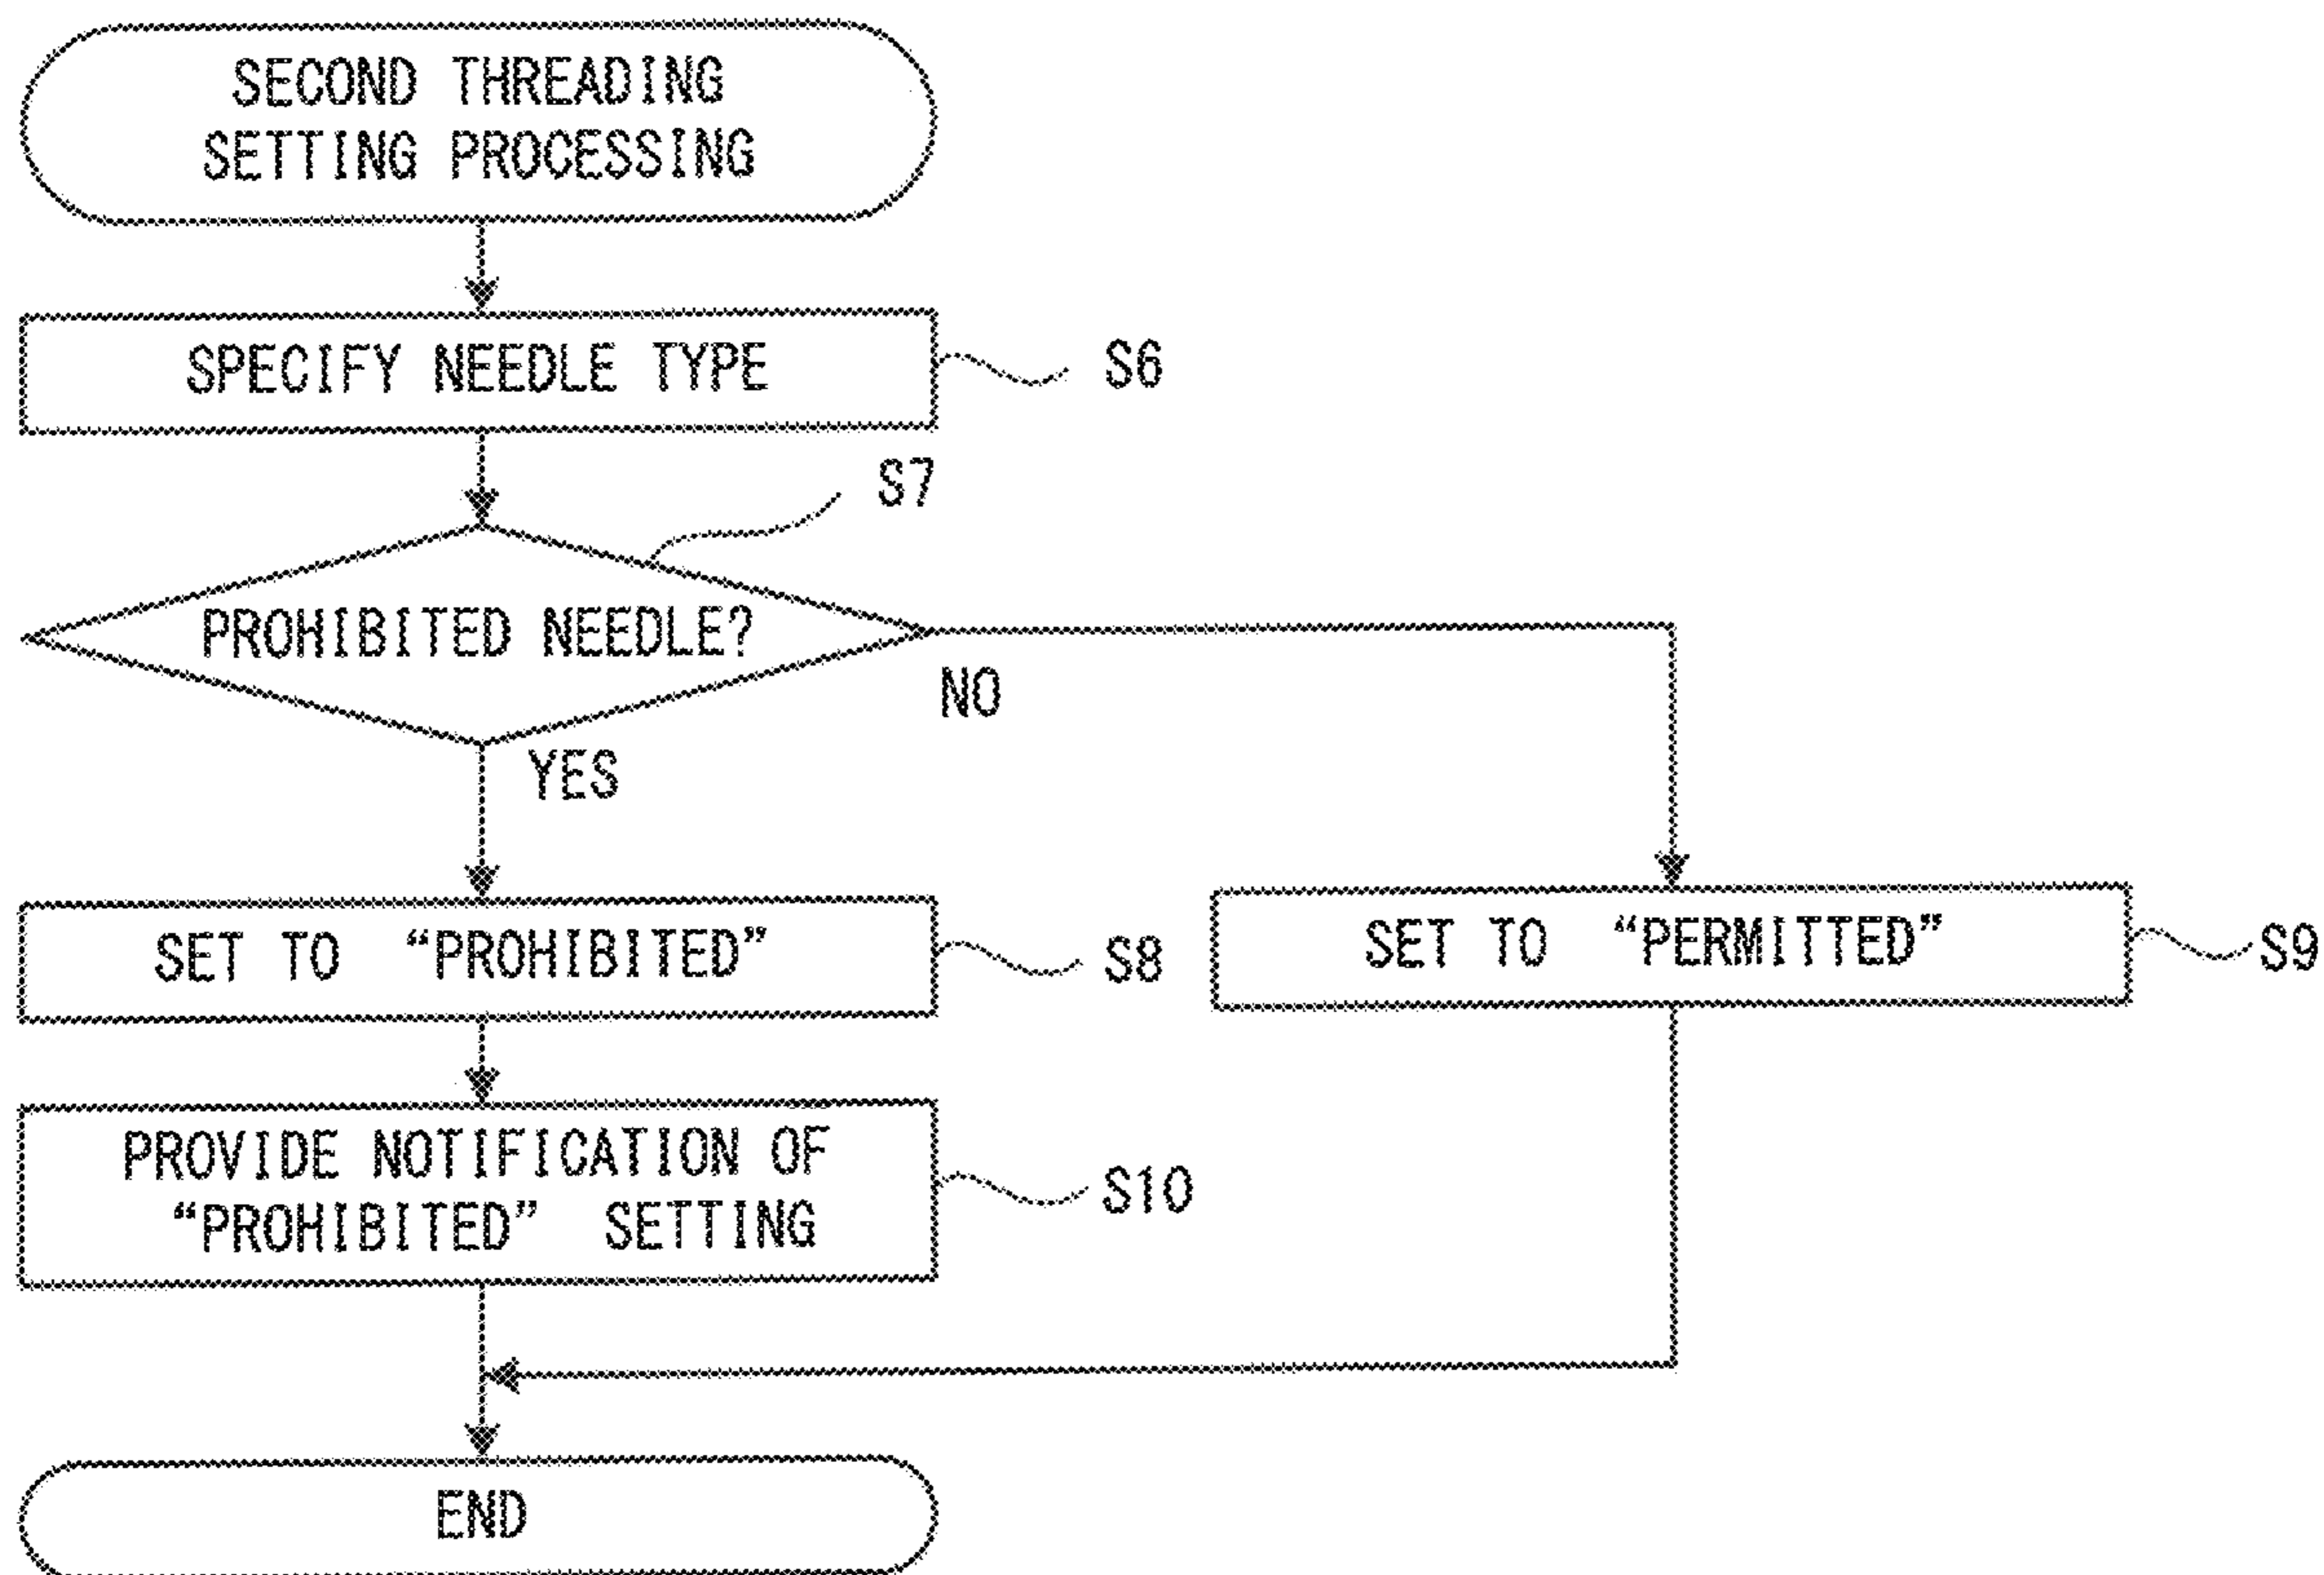 SECOND THREADING
SETTING PROCESSING
SPECIFY NEEDLE TYPE
S6
S7
PROHIBITED NEEDLE?
NO
YES
SET TO “PROHIBITED”
S8
SET TO “PERMITTED”
S9
PROVIDE NOTIFICATION OF
“PROHIBITED” SETTING
S10
END